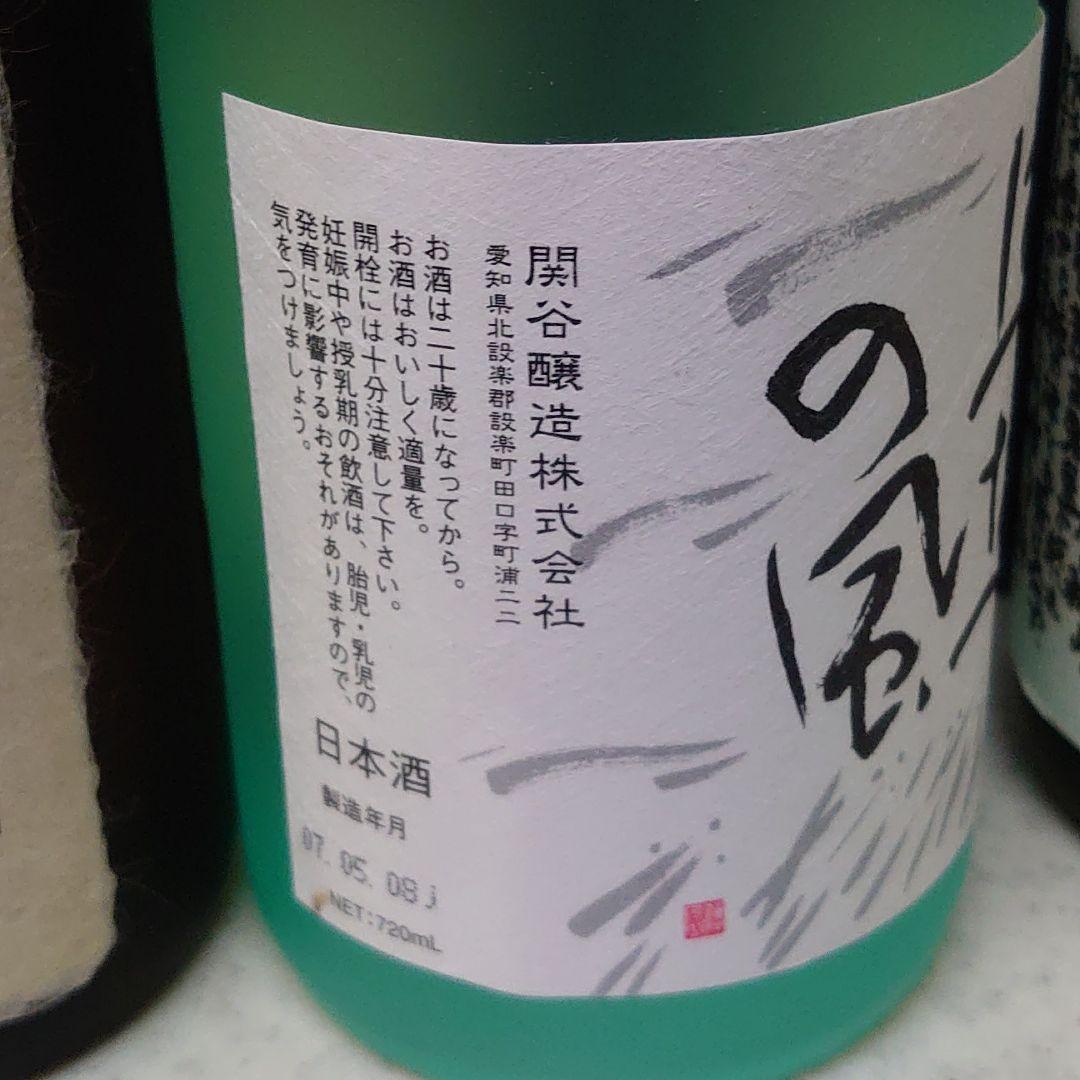 の風
関谷醸造株式会社
愛知県北設楽郡設楽町田口字町浦二二
お酒は二十歳になってから。
お酒はおいしく適量を。
開栓には十分注意して下さい。
妊娠中や授乳期の飲酒は、胎児・乳児の
発育に影響するおそれがありますので、
気をつけましょう。
日本酒
製造年月
07.05.08j
NET:720mL